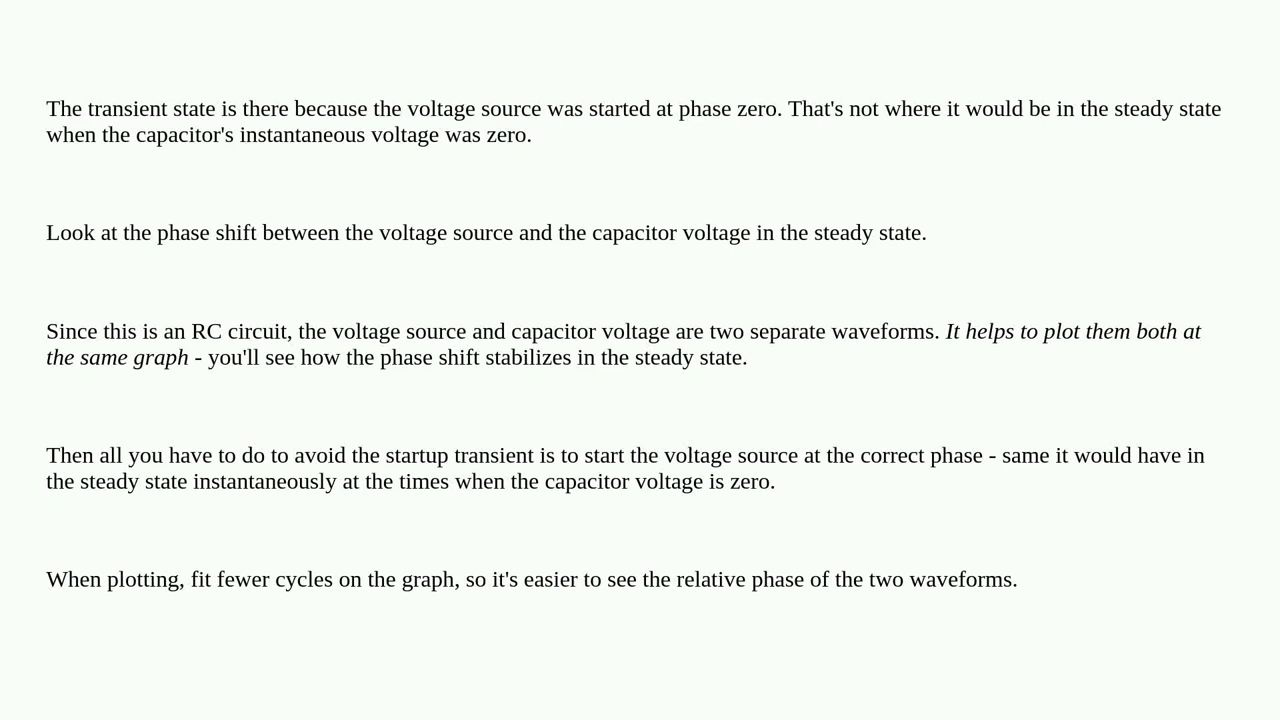 The transient state is there because the voltage source was started at phase zero. That's not where it would be in the steady state
when the capacitor's instantaneous voltage was zero.
Look at the phase shift between the voltage source and the capacitor voltage in the steady state.
Since this is an RC circuit, the voltage source and capacitor voltage are two separate waveforms. It helps to plot them both at
the same graph - you'll see how the phase shift stabilizes in the steady state.
Then all you have to do to avoid the startup transient is to start the voltage source at the correct phase - same it would have in
the steady state instantaneously at the times when the capacitor voltage is zero.
When plotting, fit fewer cycles on the graph, so it's easier to see the relative phase of the two waveforms.